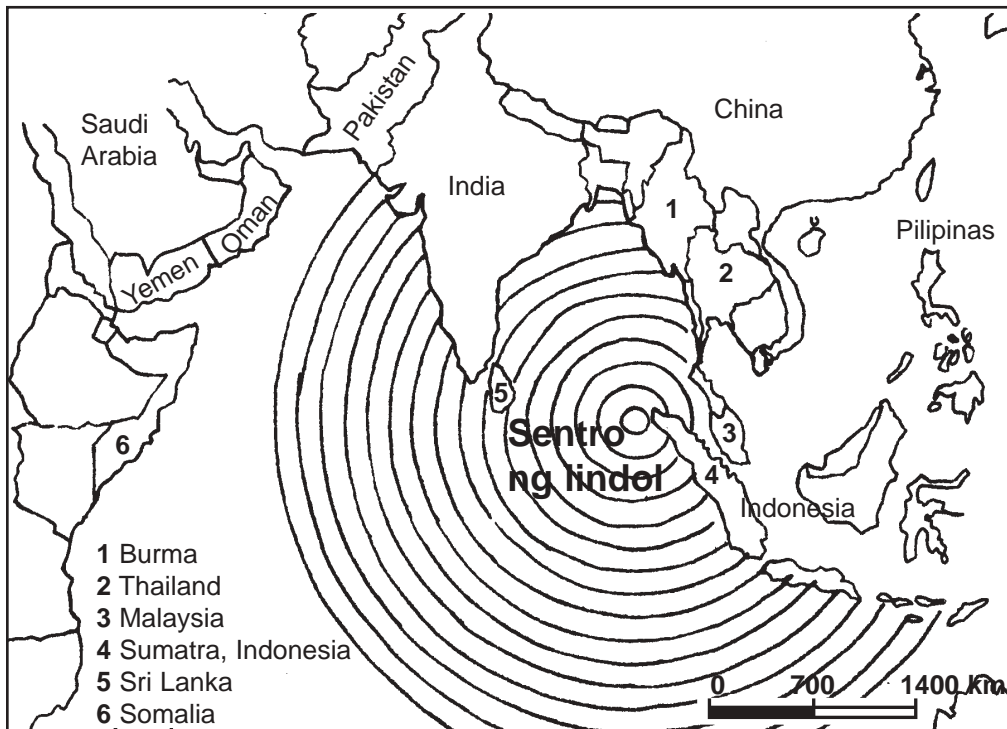 Saudi
Arabia
Pakistan
China
India
Oman
Yemen
Pilipinas
1
2
3
4
5
6
Sentro
ng lindol
Indonesia
1 Burma
2 Thailand
3 Malaysia
4 Sumatra, Indonesia
5 Sri Lanka
6 Somalia
0 700 1400 Km.